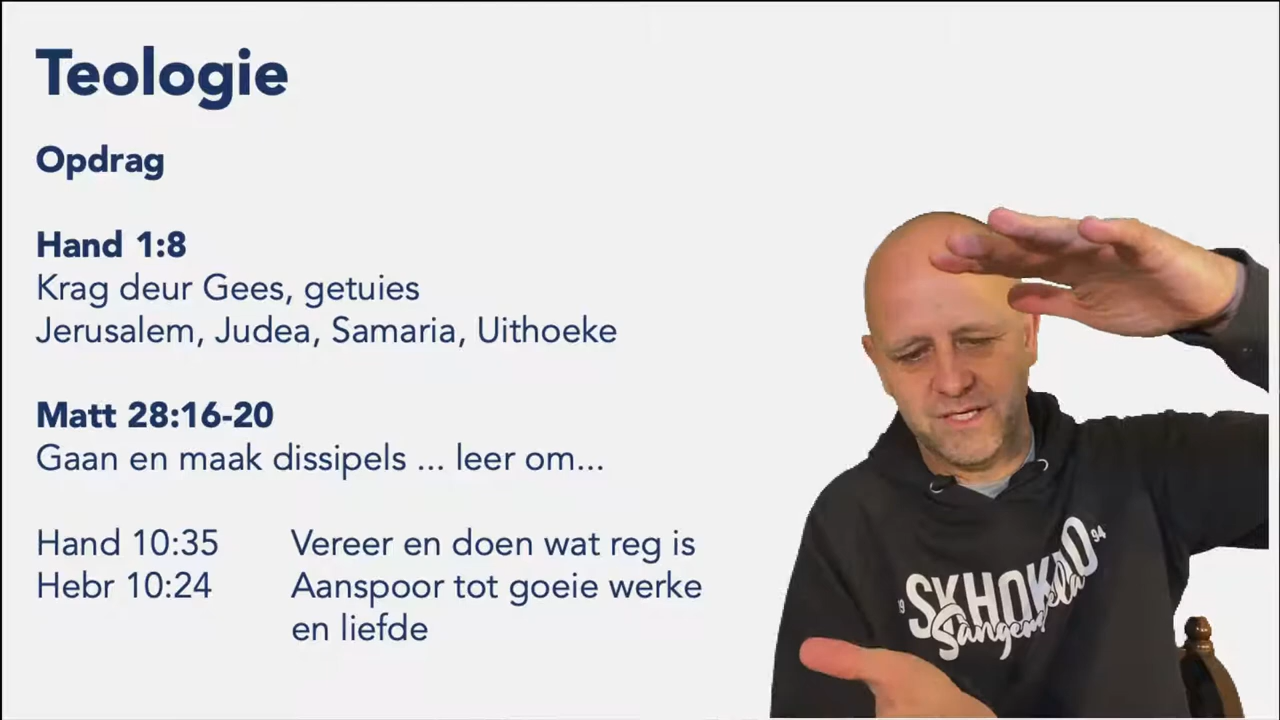 Teologie
Opdrag
Hand 1:8
Krag deur Gees, getuies
Jerusalem, Judea, Samaria, Uithoeke
Matt 28:16-20
Gaan en maak dissipels ... leer om...
Hand 10:35 Vereer en doen wat reg is
Hebr 10:24 Aanspoor tot goeie werke
en liefde
94